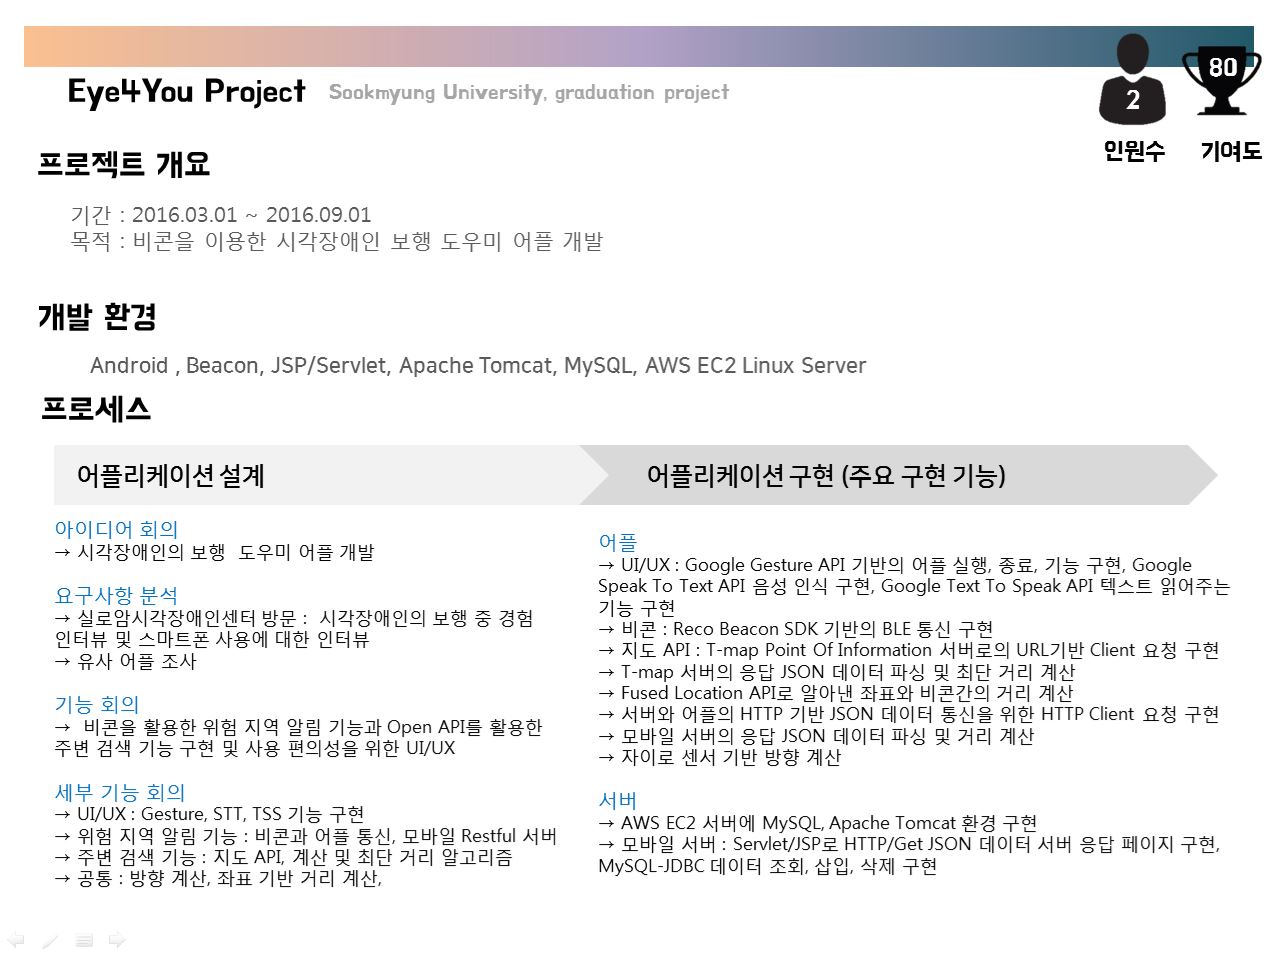 Eye4You Project Sookmyung University, graduation project
2
80
인원수 기여도
프로젝트 개요
기간 : 2016.03.01 ~ 2016.09.01
목적 : 비콘을 이용한 시각장애인 보행 도우미 어플 개발
개발 환경
Android , Beacon, JSP/Servlet, Apache Tomcat, MySQL, AWS EC2 Linux Server
프로세스
어플리케이션 설계
아이디어 회의
→ 시각장애인의 보행 도우미 어플 개발
요구사항 분석
→ 실로암시각장애인센터 방문 : 시각장애인의 보행 중 경험
인터뷰 및 스마트폰 사용에 대한 인터뷰
→ 유사 어플 조사
기능 회의
→ 비콘을 활용한 위험 지역 알림 기능과 Open API를 활용한
주변 검색 기능 구현 및 사용 편의성을 위한 UI/UX
세부 기능 회의
→ UI/UX : Gesture, STT, TSS 기능 구현
→ 위험 지역 알림 기능 : 비콘과 어플 통신, 모바일 Restful 서버
→ 주변 검색 기능 : 지도 API, 계산 및 최단 거리 알고리즘
→ 공통 : 방향 계산, 좌표 기반 거리 계산,
어플리케이션 구현 (주요 구현 기능)
어플
→ UI/UX : Google Gesture API 기반의 어플 실행, 종료, 기능 구현, Google
Speak To Text API 음성 인식 구현, Google Text To Speak API 텍스트 읽어주는
기능 구현
→ 비콘 : Reco Beacon SDK 기반의 BLE 통신 구현
→ 지도 API : T-map Point Of Information 서버로의 URL기반 Client 요청 구현
→ T-map 서버의 응답 JSON 데이터 파싱 및 최단 거리 계산
→ Fused Location API로 알아낸 좌표와 비콘간의 거리 계산
→ 서버와 어플의 HTTP 기반 JSON 데이터 통신을 위한 HTTP Client 요청 구현
→ 모바일 서버의 응답 JSON 데이터 파싱 및 거리 계산
→ 자이로 센서 기반 방향 계산
서버
→ AWS EC2 서버에 MySQL, Apache Tomcat 환경 구현
→ 모바일 서버 : Servlet/JSP로 HTTP/Get JSON 데이터 서버 응답 페이지 구현,
MySQL-JDBC 데이터 조회, 삽입, 삭제 구현